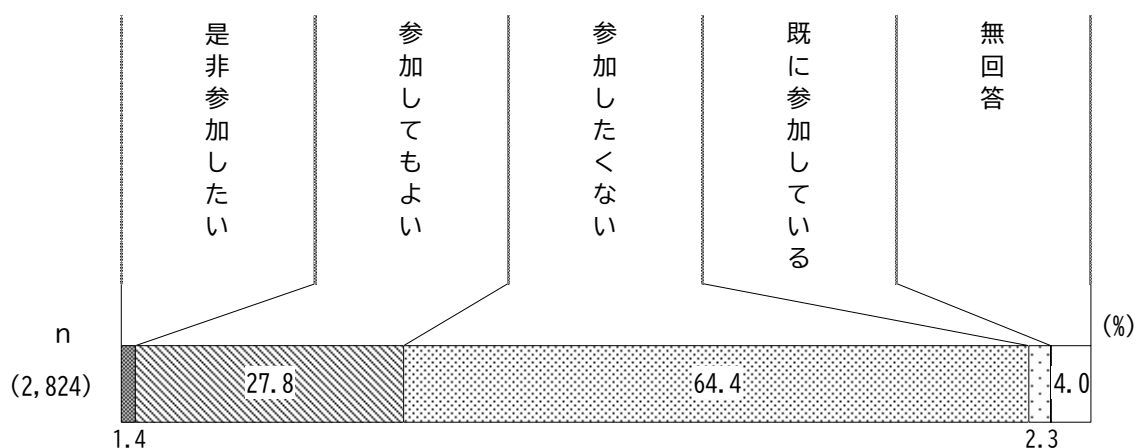 是非参加したい
参加してもよい
参加したくない
既に参加している
無回答
(%)
n
(2,824)
27.8
64.4
4.0
1.4
2.3